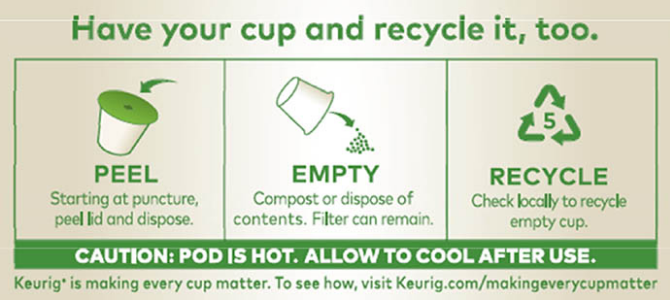 Have your cup and recycle it, too.
PEEL
Starting at puncture,
peel lid and dispose.
EMPTY
Compost or dispose of
contents. Filter can remain.
5
RECYCLE
Check locally to recycle
empty cup.
CAUTION: POD IS HOT. ALLOW TO COOL AFTER USE.
Keurig® is making every cup matter. To see how, visit Keurig.com/makingeverycupmatter